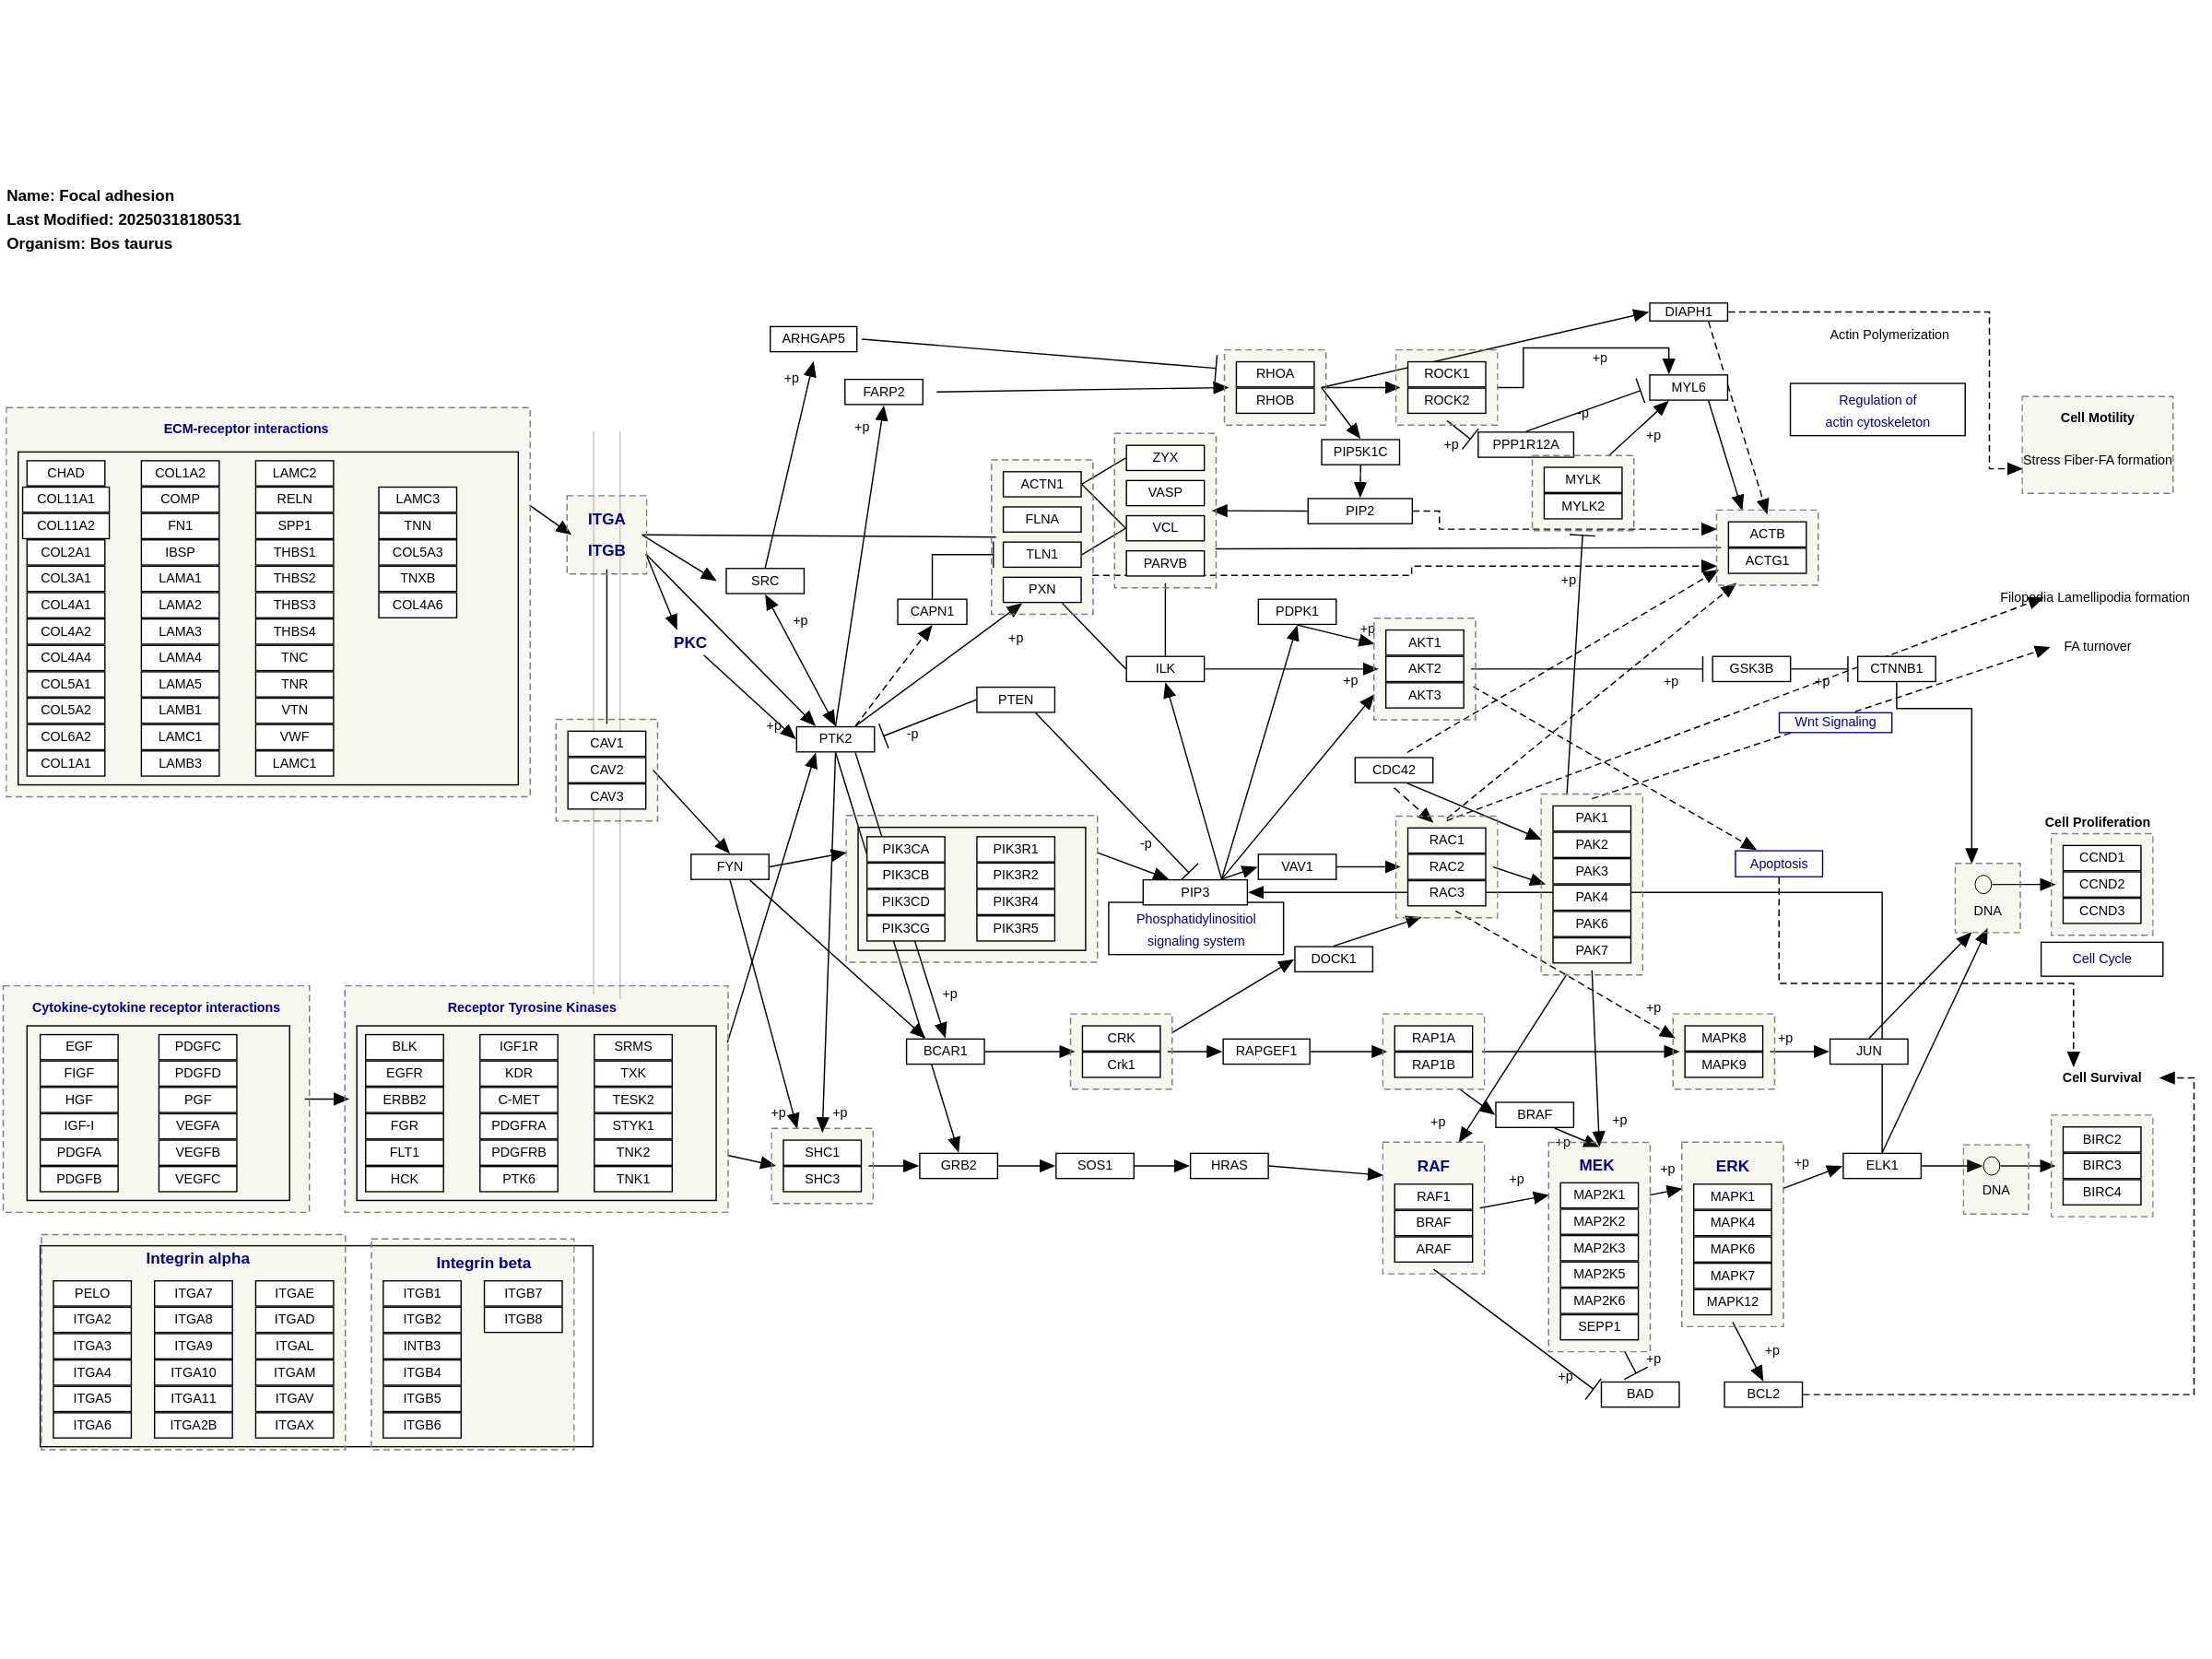 Name: Focal adhesion
Last Modified: 20250318180531
Organism: Bos taurus
ECM-receptor interactions
CHAD
COL11A1
COL11A2
COL2A1
COL3A1
COL4A1
COL4A2
COL4A4
COL5A1
COL5A2
COL6A2
COL1A1
COL1A2
COMP
FN1
IBSP
LAMA1
LAMA2
LAMA3
LAMA4
LAMA5
LAMB1
LAMC1
LAMB3
LAMC2
RELN
SPP1
THBS1
THBS2
THBS3
THBS4
TNC
TNR
VTN
VWF
LAMC1
LAMC3
TNN
COL5A3
TNXB
COL4A6
ITGA
ITGB
PKC
CAV1
CAV2
CAV3
ARHGAP5
+p
FARP2
+p
SRC
+p
CAPN1
+p
+p
PTK2
-p
PTEN
FYN
ACTN1
FLNA
TLN1
PXN
ZYX
VASP
VCL
PARVB
ILK
RHOA
RHOB
ROCK1
ROCK2
PIP5K1C
PIP2
+p
PPP1R12A
-p
+p
+p
DIAPH1
MYL6
MYLK
MYLK2
+p
ACTB
ACTG1
Actin Polymerization
Regulation of
actin cytoskeleton
Cell Motility
Stress Fiber-FA formation
Filopodia Lamellipodia formation
FA turnover
PDPK1
+p
+p
AKT1
AKT2
AKT3
+p
GSK3B
+p
CTNNB1
Wnt Signaling
CDC42
RAC1
RAC2
RAC3
VAV1
DOCK1
PAK1
PAK2
PAK3
PAK4
PAK6
PAK7
Apoptosis
PIK3CA
PIK3CB
PIK3CD
PIK3CG
PIK3R1
PIK3R2
PIK3R4
PIK3R5
-p
PIP3
Phosphatidylinositiol
signaling system
Cell Proliferation
CCND1
CCND2
CCND3
DNA
Cell Cycle
Cytokine-cytokine receptor interactions
EGF
FIGF
HGF
IGF-I
PDGFA
PDGFB
PDGFC
PDGFD
PGF
VEGFA
VEGFB
VEGFC
Receptor Tyrosine Kinases
BLK
EGFR
ERBB2
FGR
FLT1
HCK
IGF1R
KDR
C-MET
PDGFRA
PDGFRB
PTK6
SRMS
TXK
TESK2
STYK1
TNK2
TNK1
+p
BCAR1
CRK
Crk1
RAPGEF1
RAP1A
RAP1B
+p
MAPK8
MAPK9
+p
JUN
Cell Survival
+p
+p
SHC1
SHC3
GRB2
SOS1
HRAS
+p
BRAF
+p
+p
RAF
RAF1
BRAF
ARAF
+p
MEK
MAP2K1
MAP2K2
MAP2K3
MAP2K5
MAP2K6
SEPP1
+p
ERK
MAPK1
MAPK4
MAPK6
MAPK7
MAPK12
+p
ELK1
DNA
BIRC2
BIRC3
BIRC4
+p
+p
BAD
+p
BCL2
Integrin alpha
PELO
ITGA2
ITGA3
ITGA4
ITGA5
ITGA6
ITGA7
ITGA8
ITGA9
ITGA10
ITGA11
ITGA2B
ITGAE
ITGAD
ITGAL
ITGAM
ITGAV
ITGAX
Integrin beta
ITGB1
ITGB2
INTB3
ITGB4
ITGB5
ITGB6
ITGB7
ITGB8